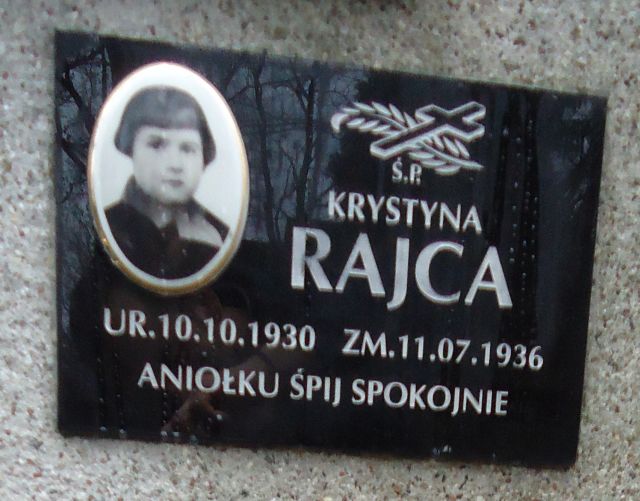 Ś.P.
KRYSTYNA
RAJCA
UR.10.10.1930 ZM.11.07.1936
ANIOŁKU ŚPIJ SPOKOJNIE